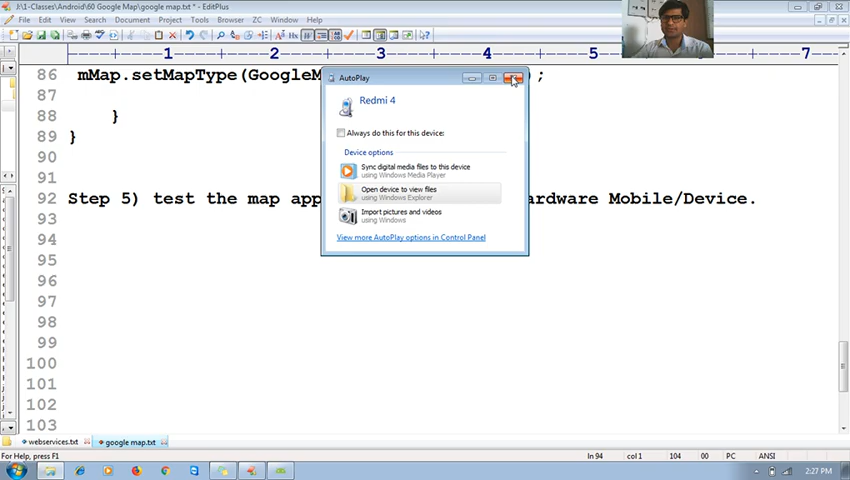 J:\1-Classes\Android\60 Google Map\google map.txt * - EditPlus
File Edit View Search Document Project Tools Browser ZC Window Help
1 2 3 4 5 7
86 mMap.setMapType(GoogleM ;
87
88 }
89 }
90
91
92 Step 5) test the map app ardware Mobile/Device.
93
94
95
96
97
98
99
100
101
102
103
AutoPlay
Redmi 4
Always do this for this device:
Device options
Sync digital media files to this device
using Windows Media Player
Open device to view files
using Windows Explorer
Import pictures and videos
using Windows
View more AutoPlay options in Control Panel
webservices.txt google map.txt
For Help, press F1 ln 94 col 1 104 00 PC ANSI
2:27 PM